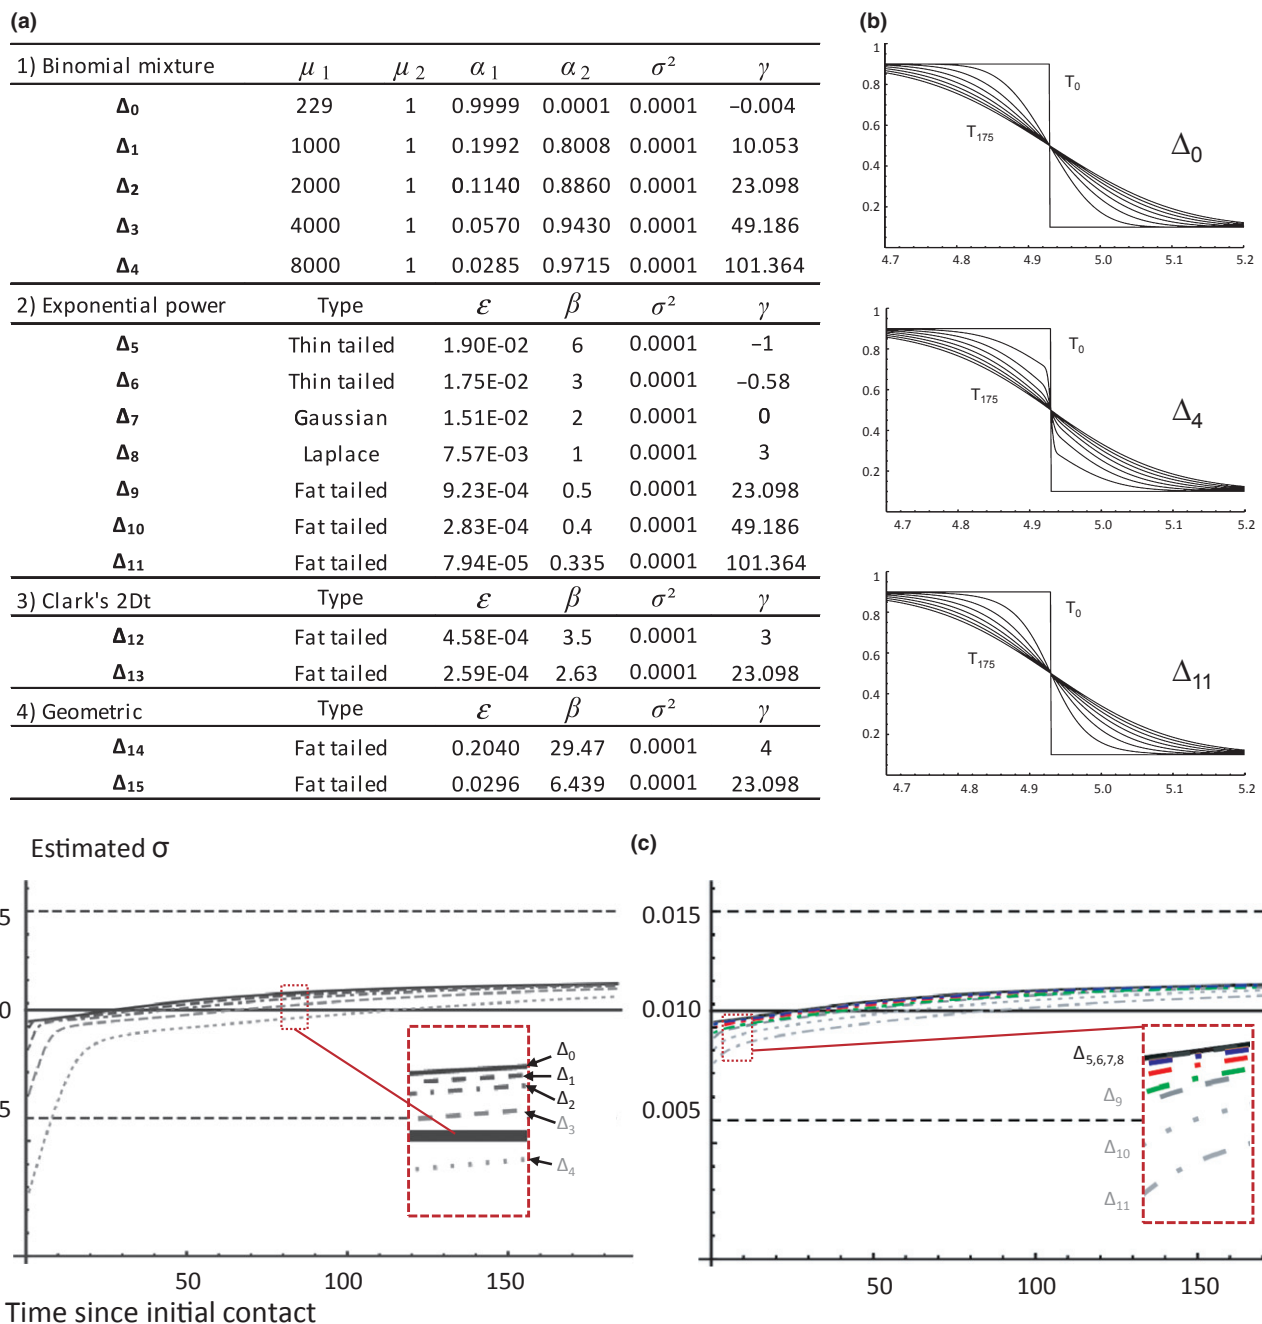 (a)
1) Binomial mixture μ1 μ2 α1 α2 σ² γ
Δ0 229 1 0.9999 0.0001 0.0001 −0.004
Δ1 1000 1 0.1992 0.8008 0.0001 10.053
Δ2 2000 1 0.1140 0.8860 0.0001 23.098
Δ3 4000 1 0.0570 0.9430 0.0001 49.186
Δ4 8000 1 0.0285 0.9715 0.0001 101.364
2) Exponential power Type ε β σ² γ
Δ5 Thin tailed 1.90E-02 6 0.0001 −1
Δ6 Thin tailed 1.75E-02 3 0.0001 −0.58
Δ7 Gaussian 1.51E-02 2 0.0001 0
Δ8 Laplace 7.57E-03 1 0.0001 3
Δ9 Fat tailed 9.23E-04 0.5 0.0001 23.098
Δ10 Fat tailed 2.83E-04 0.4 0.0001 49.186
Δ11 Fat tailed 7.94E-05 0.335 0.0001 101.364
3) Clark's 2Dt Type ε β σ² γ
Δ12 Fat tailed 4.58E-04 3.5 0.0001 3
Δ13 Fat tailed 2.59E-04 2.63 0.0001 23.098
4) Geometric Type ε β σ² γ
Δ14 Fat tailed 0.2040 29.47 0.0001 4
Δ15 Fat tailed 0.0296 6.439 0.0001 23.098
(b)
1
0.8
0.6
0.4
0.2
T0
T175
Δ0
4.7 4.8 4.9 5.0 5.1 5.2
1
0.8
0.6
0.4
0.2
T0
T175
Δ4
4.7 4.8 4.9 5.0 5.1 5.2
1
0.8
0.6
0.4
0.2
T0
T175
Δ11
4.7 4.8 4.9 5.0 5.1 5.2
Estimated σ
5
0
5
Δ0
Δ1
Δ2
Δ3
Δ4
50 100 150
Time since initial contact
(c)
0.015
0.010
0.005
Δ5,6,7,8
Δ9
Δ10
Δ11
50 100 150